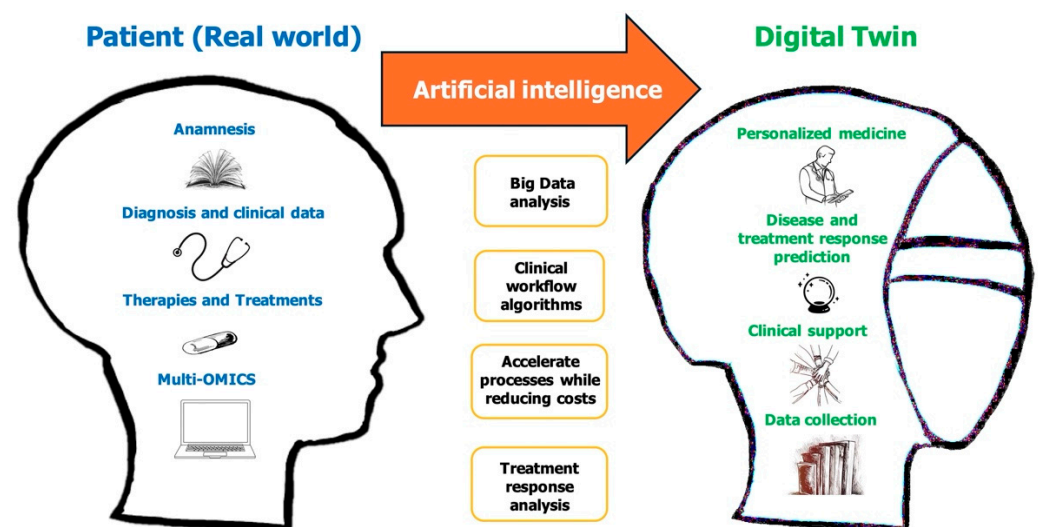 Patient (Real world)
Artificial intelligence
Digital Twin
Anamnesis
Diagnosis and clinical data
Therapies and Treatments
Multi-OMICS
Big Data
analysis
Clinical
workflow
algorithms
Accelerate
processes while
reducing costs
Treatment
response
analysis
Personalized medicine
Disease and
treatment response
prediction
Clinical support
Data collection